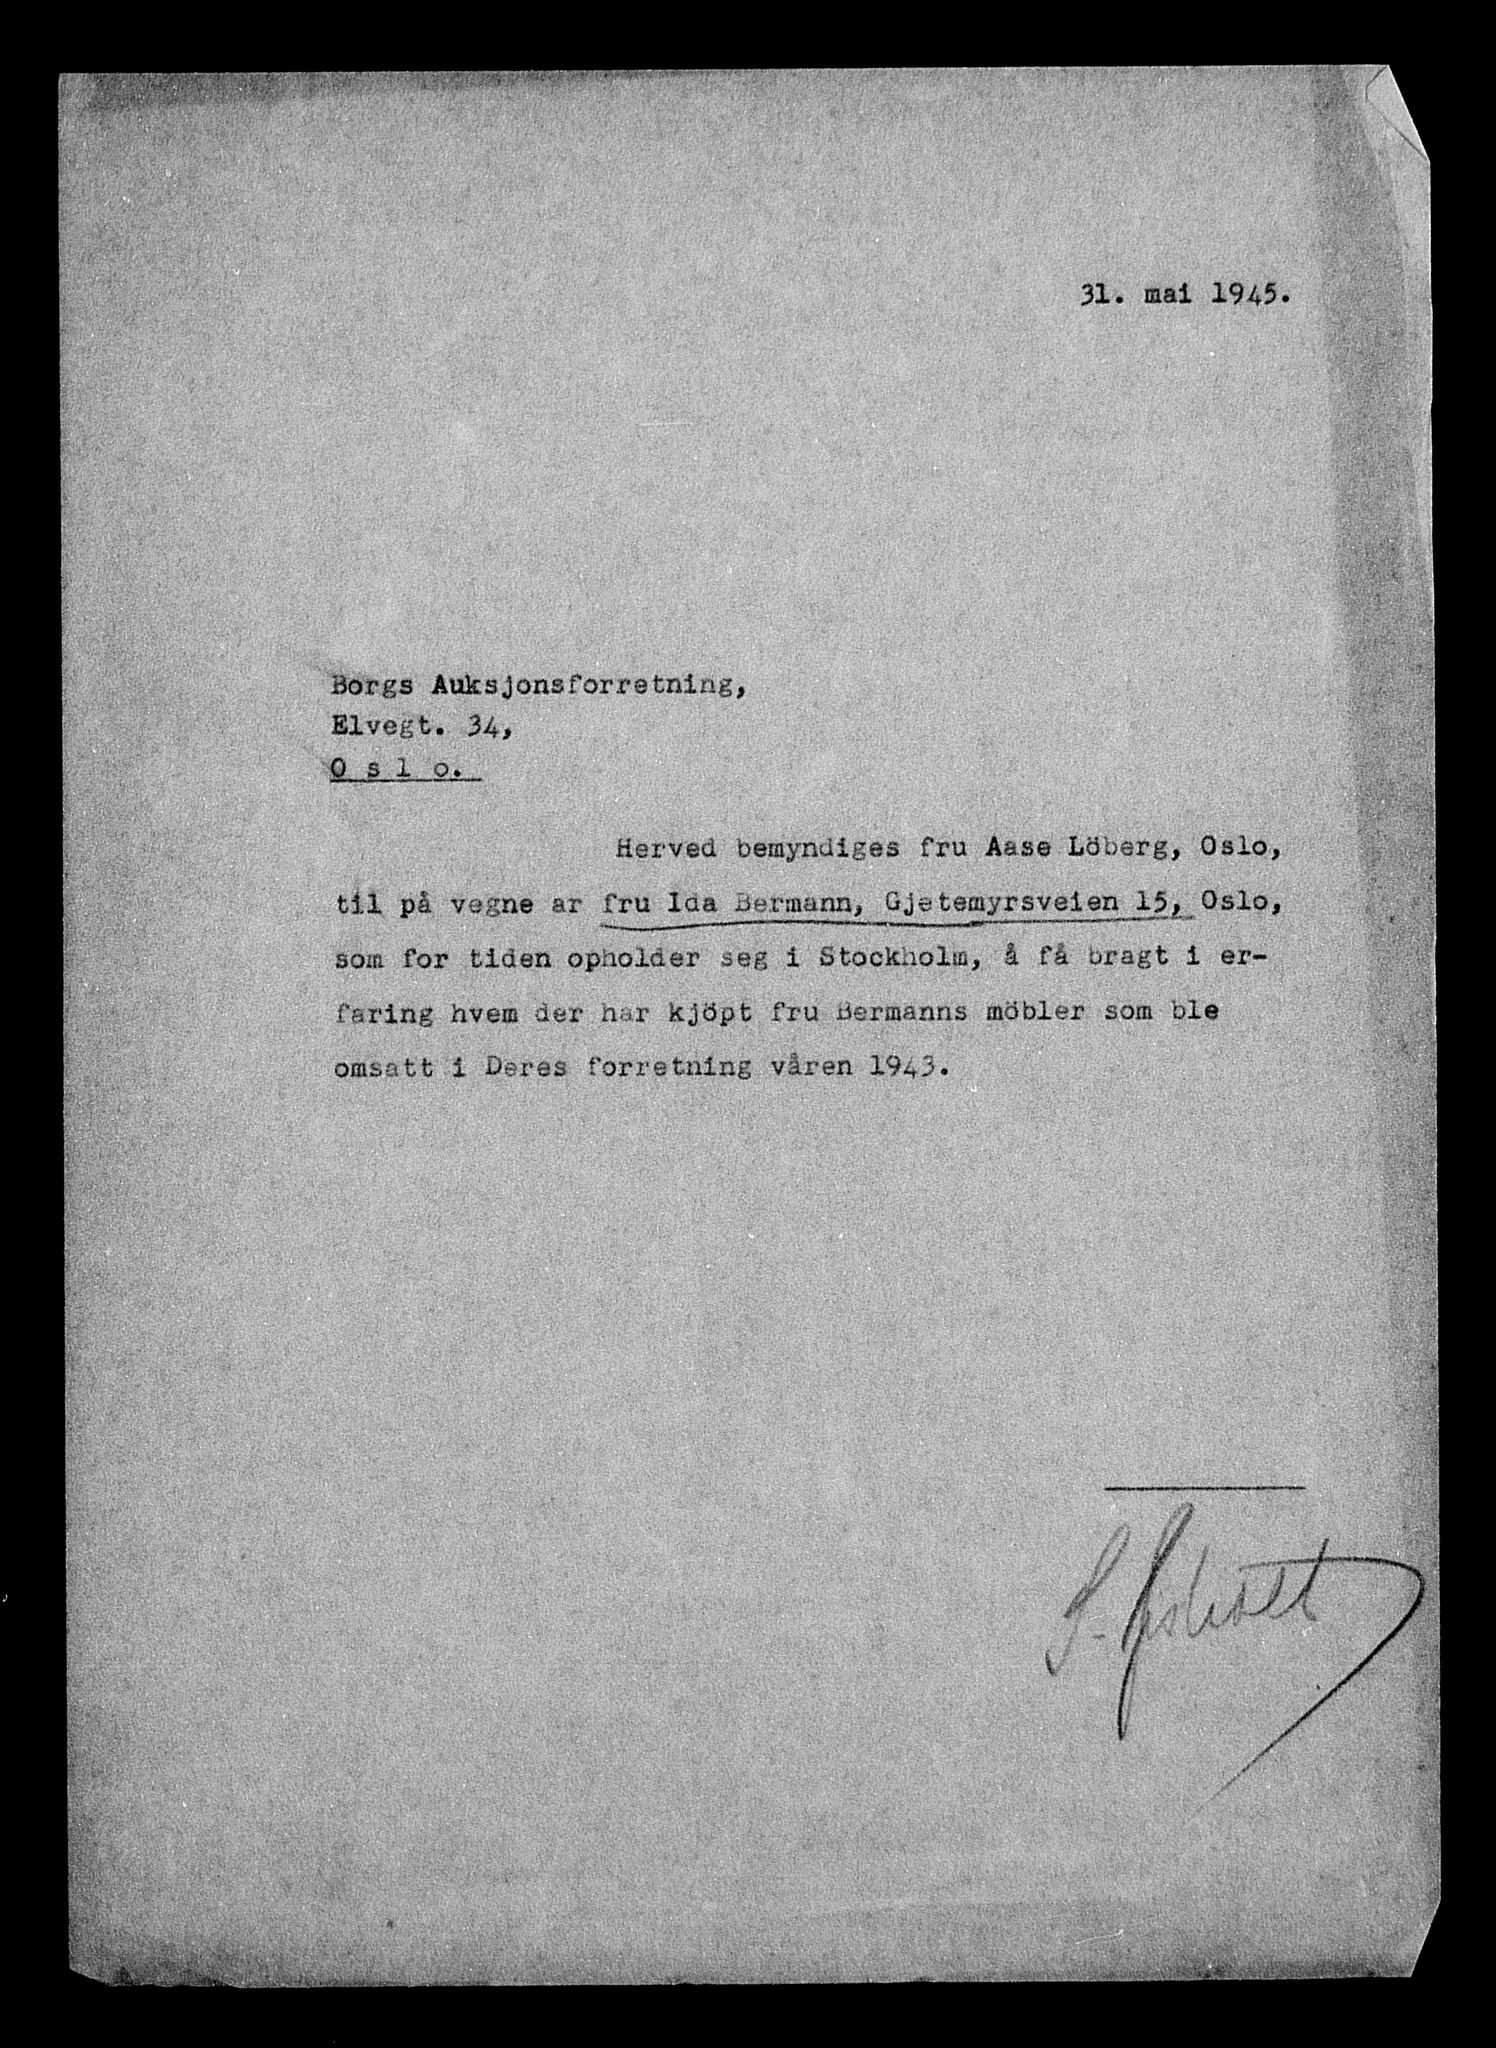 31. mai 1945.
Borgs Auksjonsforretning,
Elvegt. 34,
O s l o.
Herved bemyndiges fru Aase Löberg, Oslo,
til på vegne ar fru Ida Bermann, Gjetemyrsveien 15, Oslo,
som for tiden opholder seg i Stockholm, å få bragt i er-
faring hvem der har kjöpt fru Bermanns möbler som ble
omsatt i Deres forretning våren 1943.